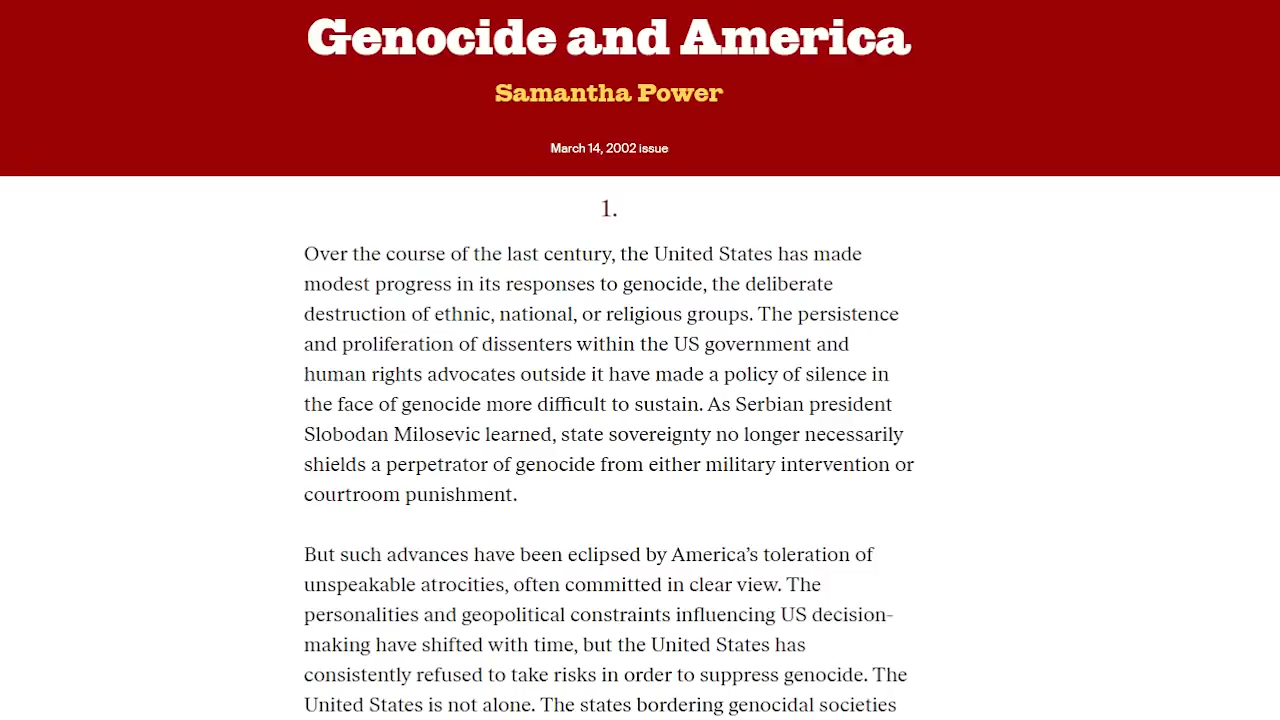 Genocide and America
Samantha Power
March 14, 2002 issue
1.
Over the course of the last century, the United States has made
modest progress in its responses to genocide, the deliberate
destruction of ethnic, national, or religious groups. The persistence
and proliferation of dissenters within the US government and
human rights advocates outside it have made a policy of silence in
the face of genocide more difficult to sustain. As Serbian president
Slobodan Milosevic learned, state sovereignty no longer necessarily
shields a perpetrator of genocide from either military intervention or
courtroom punishment.
But such advances have been eclipsed by America’s toleration of
unspeakable atrocities, often committed in clear view. The
personalities and geopolitical constraints influencing US decision-
making have shifted with time, but the United States has
consistently refused to take risks in order to suppress genocide. The
United States is not alone. The states bordering genocidal societies